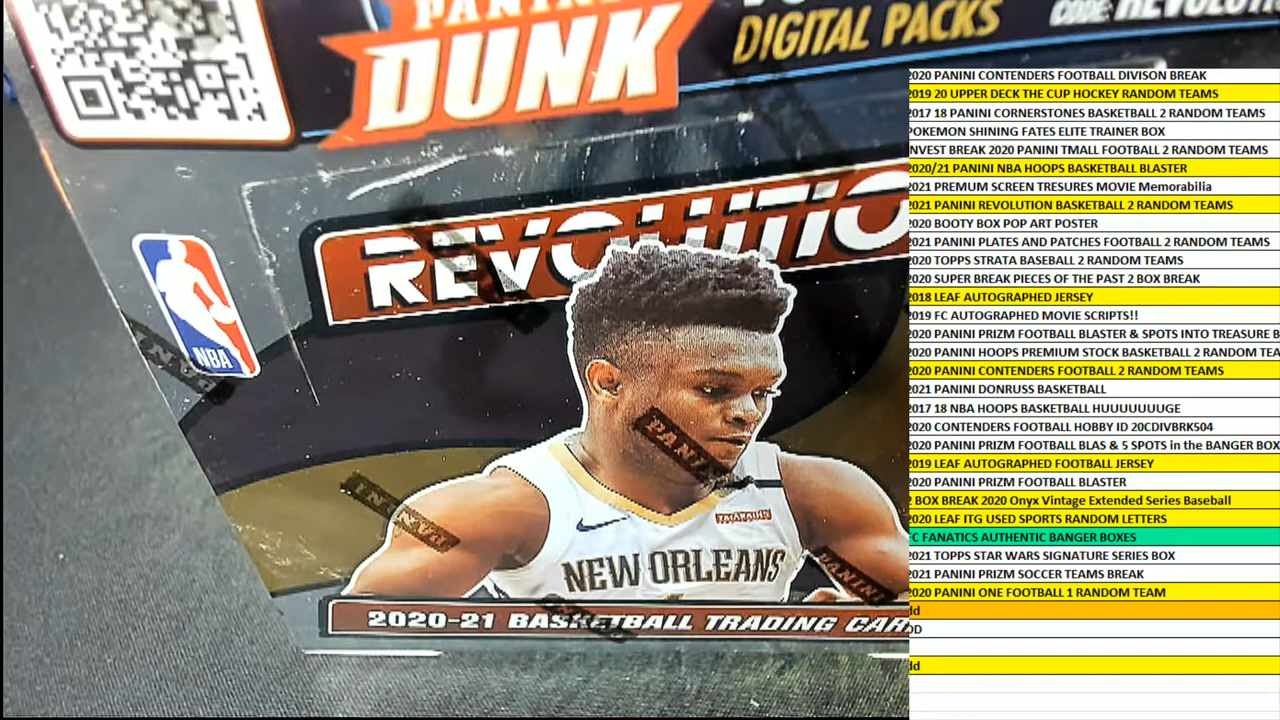 PANINI
DUNK
DIGITAL PACKS
CODE: REVOLUTI
REVOLUTIO
NBA
PANINI
PANINI
NEW ORLEANS
PANINI
2020-21 BASKETBALL TRADING CAR
2020 PANINI CONTENDERS FOOTBALL DIVISON BREAK
2019 20 UPPER DECK THE CUP HOCKEY RANDOM TEAMS
2017 18 PANINI CORNERSTONES BASKETBALL 2 RANDOM TEAMS
POKEMON SHINING FATES ELITE TRAINER BOX
INVEST BREAK 2020 PANINI TMALL FOOTBALL 2 RANDOM TEAMS
2020/21 PANINI NBA HOOPS BASKETBALL BLASTER
2021 PREMUM SCREEN TRESURES MOVIE Memorabilia
2021 PANINI REVOLUTION BASKETBALL 2 RANDOM TEAMS
2020 BOOTY BOX POP ART POSTER
2021 PANINI PLATES AND PATCHES FOOTBALL 2 RANDOM TEAMS
2020 TOPPS STRATA BASEBALL 2 RANDOM TEAMS
2020 SUPER BREAK PIECES OF THE PAST 2 BOX BREAK
2018 LEAF AUTOGRAPHED JERSEY
2019 FC AUTOGRAPHED MOVIE SCRIPTS!!
2020 PANINI PRIZM FOOTBALL BLASTER & SPOTS INTO TREASURE B
2020 PANINI HOOPS PREMIUM STOCK BASKETBALL 2 RANDOM TEA
2020 PANINI CONTENDERS FOOTBALL 2 RANDOM TEAMS
2021 PANINI DONRUSS BASKETBALL
2017 18 NBA HOOPS BASKETBALL HUUUUUUUGE
2020 CONTENDERS FOOTBALL HOBBY ID 20CDIVBRK504
2020 PANINI PRIZM FOOTBALL BLAS & 5 SPOTS in the BANGER BOX
2019 LEAF AUTOGRAPHED FOOTBALL JERSEY
2020 PANINI PRIZM FOOTBALL BLASTER
2 BOX BREAK 2020 Onyx Vintage Extended Series Baseball
2020 LEAF ITG USED SPORTS RANDOM LETTERS
FC FANATICS AUTHENTIC BANGER BOXES
2021 TOPPS STAR WARS SIGNATURE SERIES BOX
2021 PANINI PRIZM SOCCER TEAMS BREAK
2020 PANINI ONE FOOTBALL 1 RANDOM TEAM
dd
DD
dd